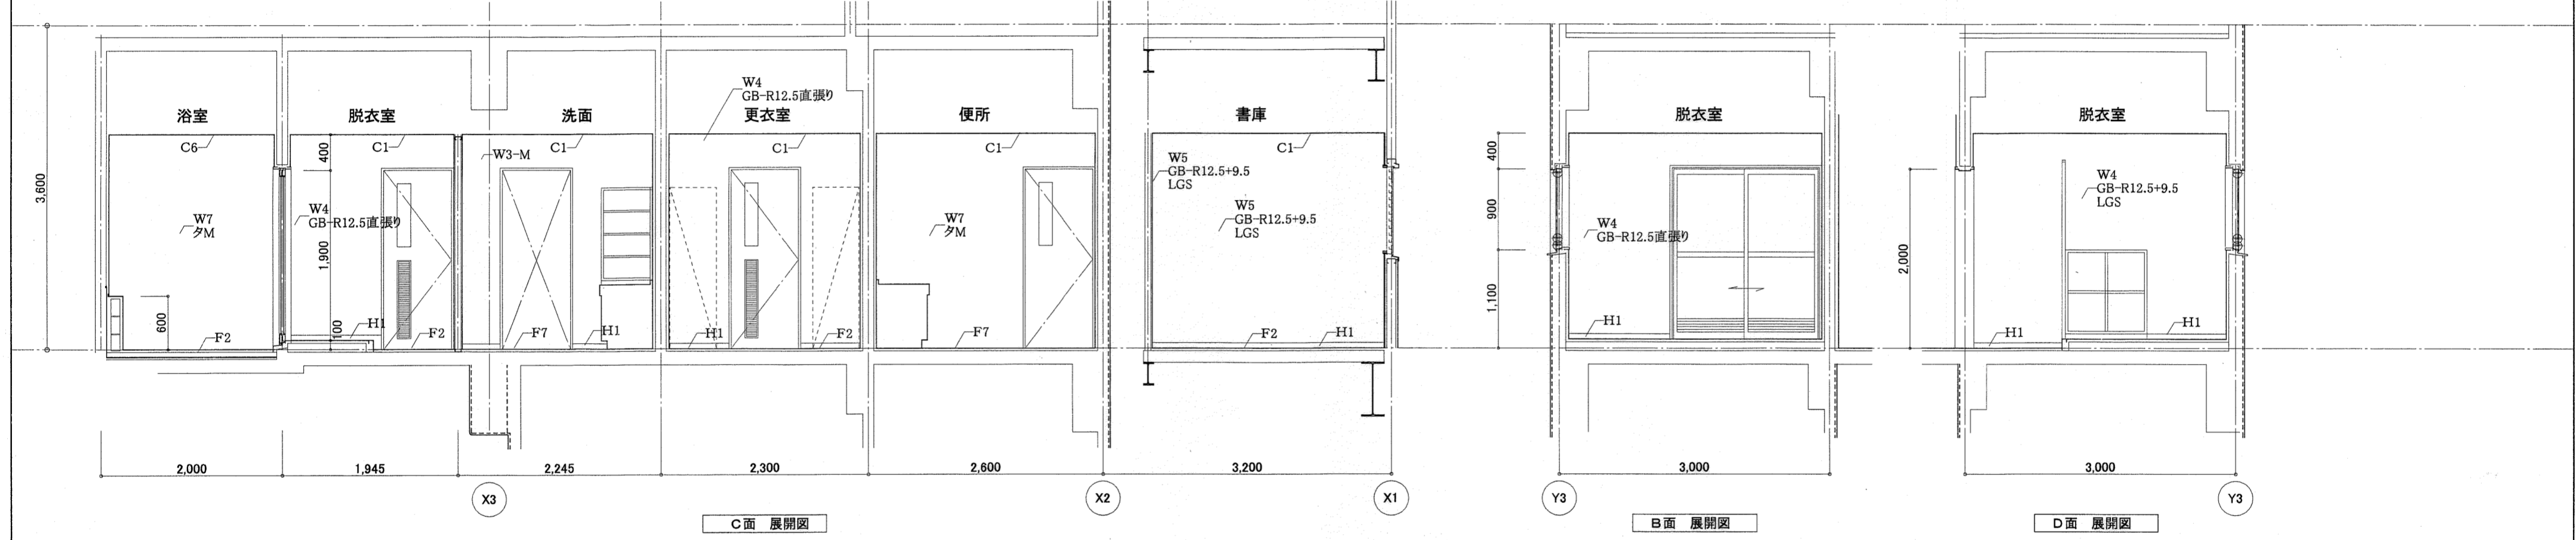 3,600
浴室
C6
W7
タM
600
F2
脱衣室
C1
400
W4
GB-R12.5直張り
1,900
100
H1
F2
洗面
C1
W3-M
F7
H1
W4
GB-R12.5直張り
更衣室
C1
H1
F2
便所
C1
W7
タM
F7
書庫
C1
W5
GB-R12.5+9.5
LGS
W5
GB-R12.5+9.5
LGS
F2
H1
2,000
1,945
2,245
2,300
2,600
3,200
X3
X2
X1
C面 展開図
脱衣室
400
900
1,100
W4
GB-R12.5直張り
H1
3,000
Y3
B面 展開図
脱衣室
2,000
W4
GB-R12.5+9.5
LGS
H1
H1
3,000
Y3
D面 展開図